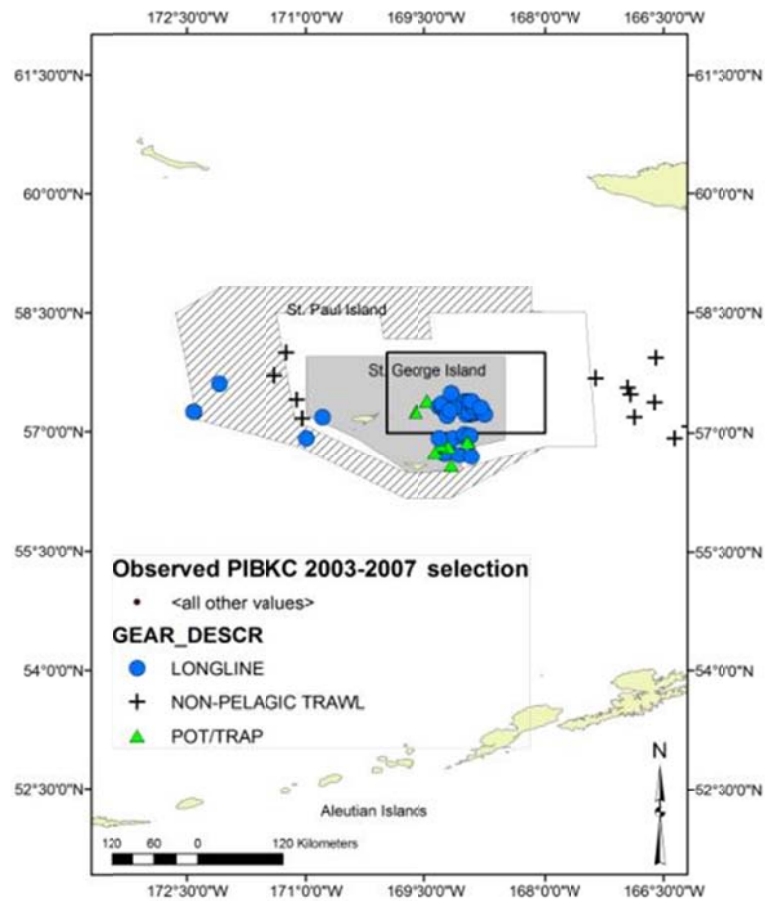 172°30'0"W 171°0'0"W 169°30'0"W 168°0'0"W 166°30'0"W
61°30'0"N 61°30'0"N
60°0'0"N 60°0'0"N
58°30'0"N 58°30'0"N
St. Paul Island
St. George Island
57°0'0"N 57°0'0"N
55°30'0"N 55°30'0"N
Observed PIBKC 2003-2007 selection
<all other values>
GEAR_DESCR
LONGLINE
54°0'0"N 54°0'0"N
NON-PELAGIC TRAWL
POT/TRAP
N
52°30'0"N 52°30'0"N
Aleutian Islands
120 60 0 120 Kilometers
172°30'0"W 171°0'0"W 169°30'0"W 168°0'0"W 166°30'0"W